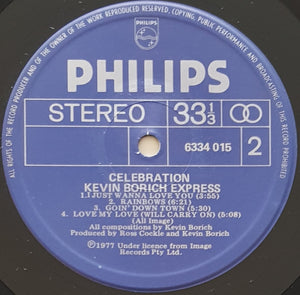 ALL RIGHTS OF THE RECORD PRODUCER AND OF THE OWNER OF THE WORK REPRODUCED RESERVED
COPYING, PUBLIC PERFORMANCE AND BROADCASTING OF THIS RECORD PROHIBITED
PHILIPS
STEREO 33 1/3
6334 015 2
CELEBRATION
KEVIN BORICH EXPRESS
1. I JUST WANNA LOVE YOU (3:55)
2. RAINBOWS (6:21)
3. GOIN' DOWN TOWN (5:30)
4. LOVE MY LOVE (WILL CARRY ON) (5:08)
(All Image)
All compositions by Kevin Borich
Produced by Ross Cockle and Kevin Borich
℗1977 Under licence from Image
Records Pty Ltd.